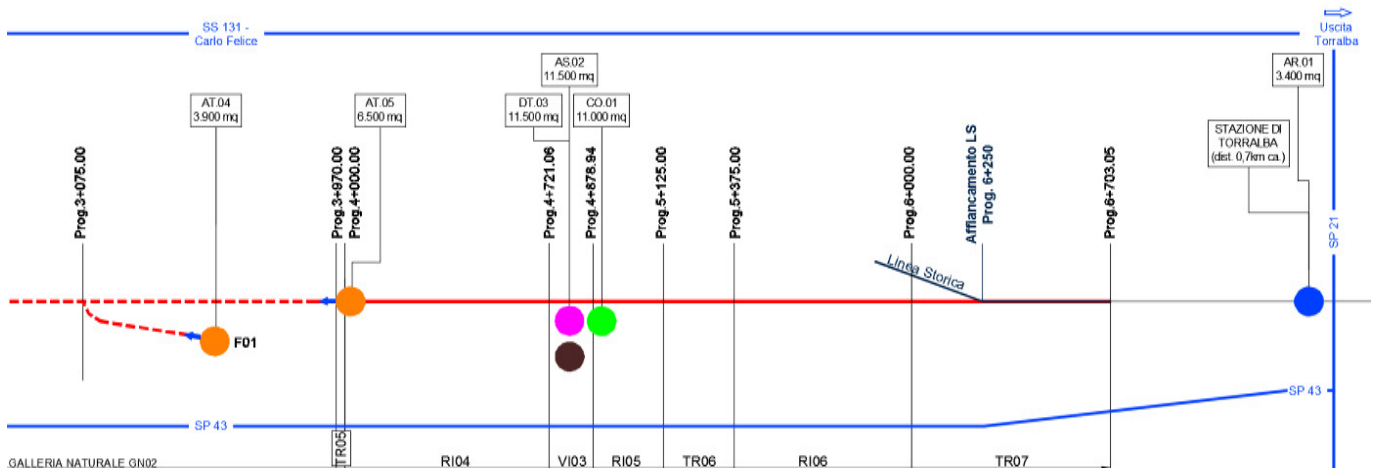 SS 131 -
Carlo Felice
Uscita
Torralba
AS.02
11.500 mq
AR.01
3.400 mq
AT.04
3.900 mq
AT.05
6.500 mq
DT.03
11.500 mq
CO.01
11.000 mq
STAZIONE DI
TORRALBA
(dist. 0,7km ca.)
Prog.3+075.00
Prog.3+970.00
Prog.4+000.00
Prog.4+721.06
Prog.4+878.94
Prog.5+125.00
Prog.5+375.00
Prog.6+000.00
Affiancamento LS
Prog. 6+250
Prog.6+703.05
SP 21
Linea Storica
F01
SP 43
SP 43
GALLERIA NATURALE GN02
TR05
RI04
VI03
RI05
TR06
RI06
TR07